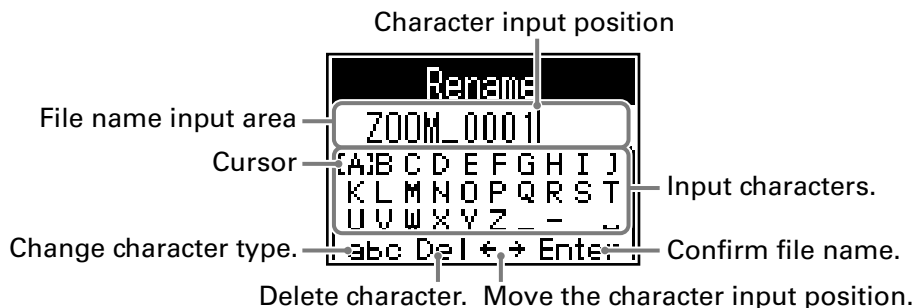 Character input position
Rename
File name input area
ZOOM_0001
Cursor
[A]B C D E F G H I J
K L M N O P Q R S T
Input characters.
U V W X Y Z _ - ␣
Change character type.
abc Del ←→ Enter
Confirm file name.
Delete character. Move the character input position.